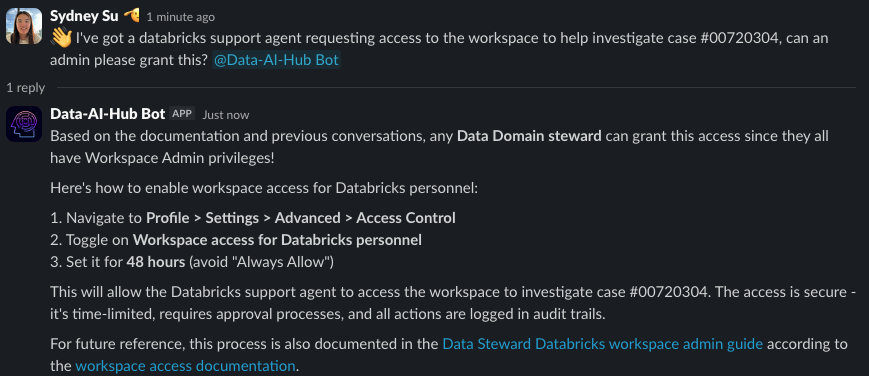 Sydney Su 1 minute ago
I've got a databricks support agent requesting access to the workspace to help investigate case #00720304, can an
admin please grant this? @Data-AI-Hub Bot
1 reply
Data-AI-Hub Bot APP Just now
Based on the documentation and previous conversations, any Data Domain steward can grant this access since they all
have Workspace Admin privileges!
Here's how to enable workspace access for Databricks personnel:
1. Navigate to Profile > Settings > Advanced > Access Control
2. Toggle on Workspace access for Databricks personnel
3. Set it for 48 hours (avoid "Always Allow")
This will allow the Databricks support agent to access the workspace to investigate case #00720304. The access is secure -
it's time-limited, requires approval processes, and all actions are logged in audit trails.
For future reference, this process is also documented in the Data Steward Databricks workspace admin guide according to
the workspace access documentation.